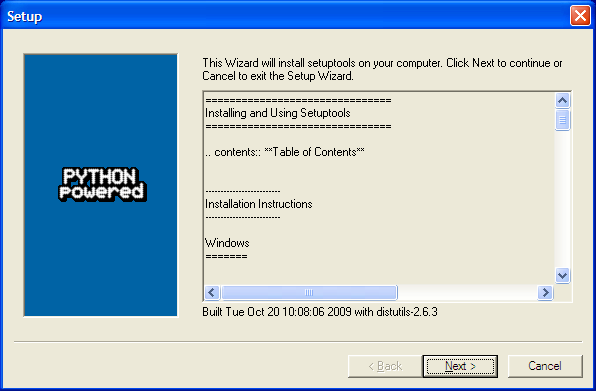 Setup
This Wizard will install setuptools on your computer. Click Next to continue or
Cancel to exit the Setup Wizard.
PYTHON
Powered
===============================
Installing and Using Setuptools
===============================
.. contents:: **Table of Contents**
-------------------------
Installation Instructions
-------------------------
Windows
=======
Built Tue Oct 20 10:08:06 2009 with distutils-2.6.3
< Back
Next >
Cancel